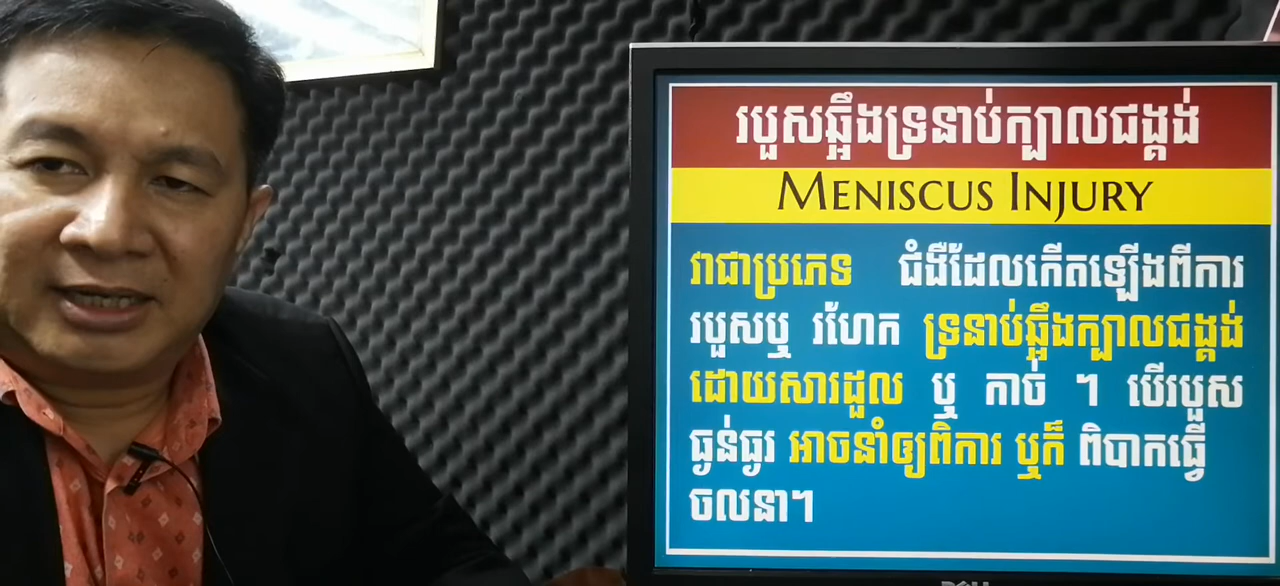 របួសឆ្អឹងទ្រនាប់ក្បាលជង្គង់
MENISCUS INJURY
វាជាប្រភេទ ជំងឺដែលកើតឡើងពីការ
របួសឬ រហែក ទ្រនាប់ឆ្អឹងក្បាលជង្គង់
ដោយសារដួល ឬ កាច់ ។ បើរបួស
ធ្ងន់ធ្ងរ អាចនាំឲ្យពិការ ឬក៏ ពិបាកធ្វើ
ចលនា។